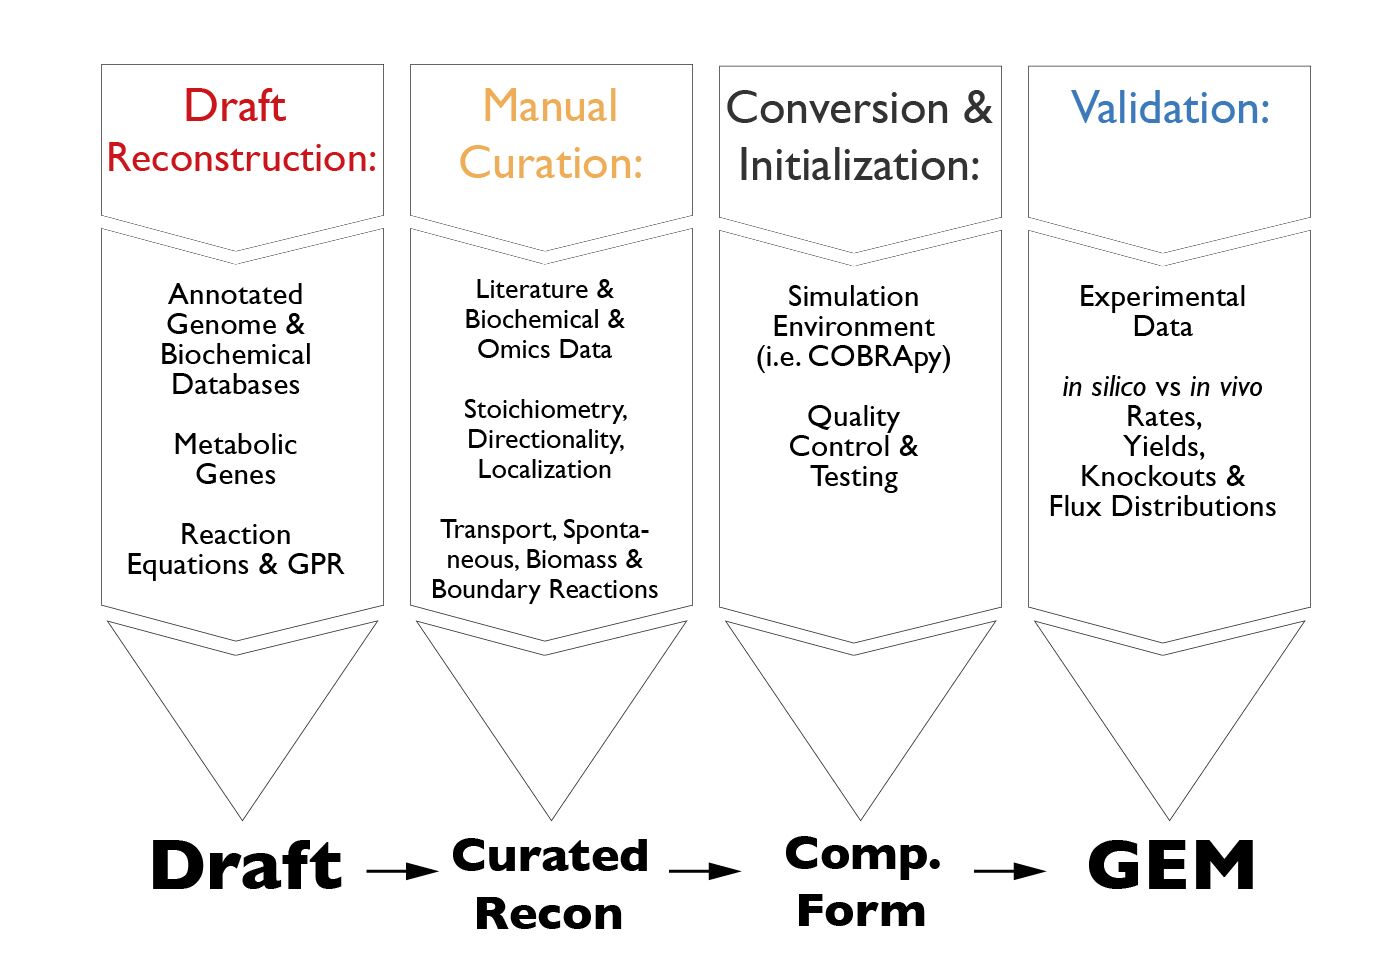 Draft
Reconstruction:
Annotated
Genome &
Biochemical
Databases
Metabolic
Genes
Reaction
Equations & GPR
Manual
Curation:
Literature &
Biochemical &
Omics Data
Stoichiometry,
Directionality,
Localization
Transport, Sponta-
neous, Biomass &
Boundary Reactions
Conversion &
Initialization:
Simulation
Environment
(i.e. COBRApy)
Quality
Control &
Testing
Validation:
Experimental
Data
in silico vs in vivo
Rates,
Yields,
Knockouts &
Flux Distributions
Draft
Curated
Recon
Comp.
Form
GEM